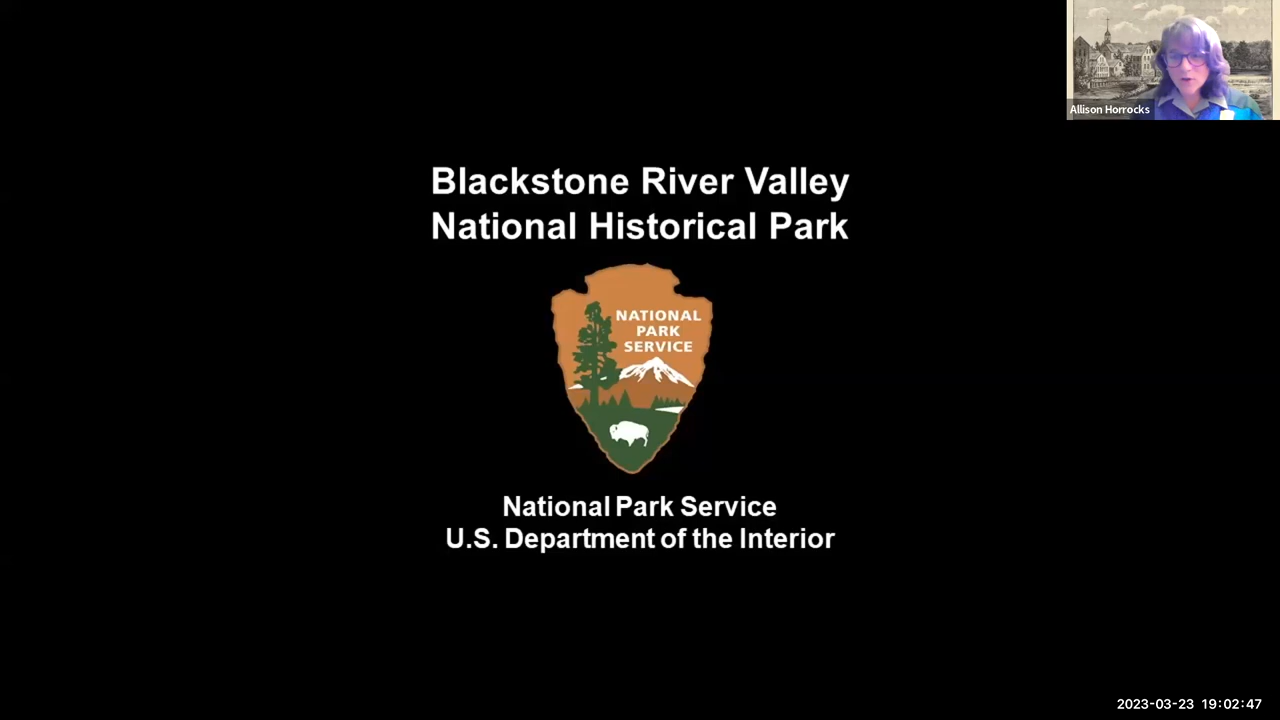 Allison Horrocks
Blackstone River Valley
National Historical Park
NATIONAL
PARK
SERVICE
National Park Service
U.S. Department of the Interior
2023-03-23 19:02:47